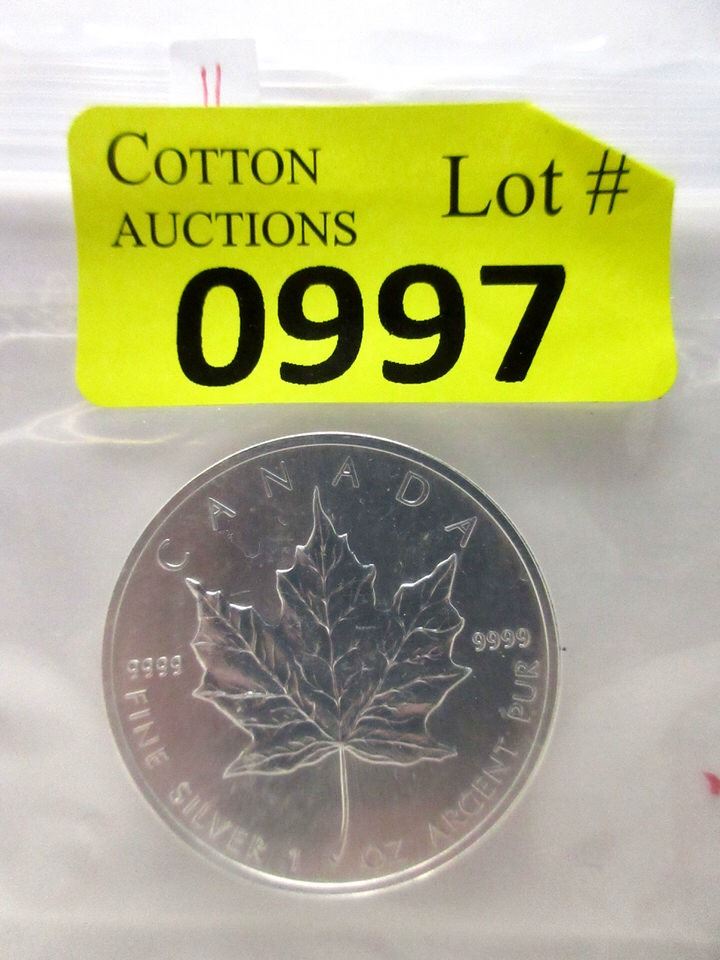 COTTON
AUCTIONS
Lot #
0997
CANADA
9999
9999
FINE SILVER 1 OZ ARGENT PUR